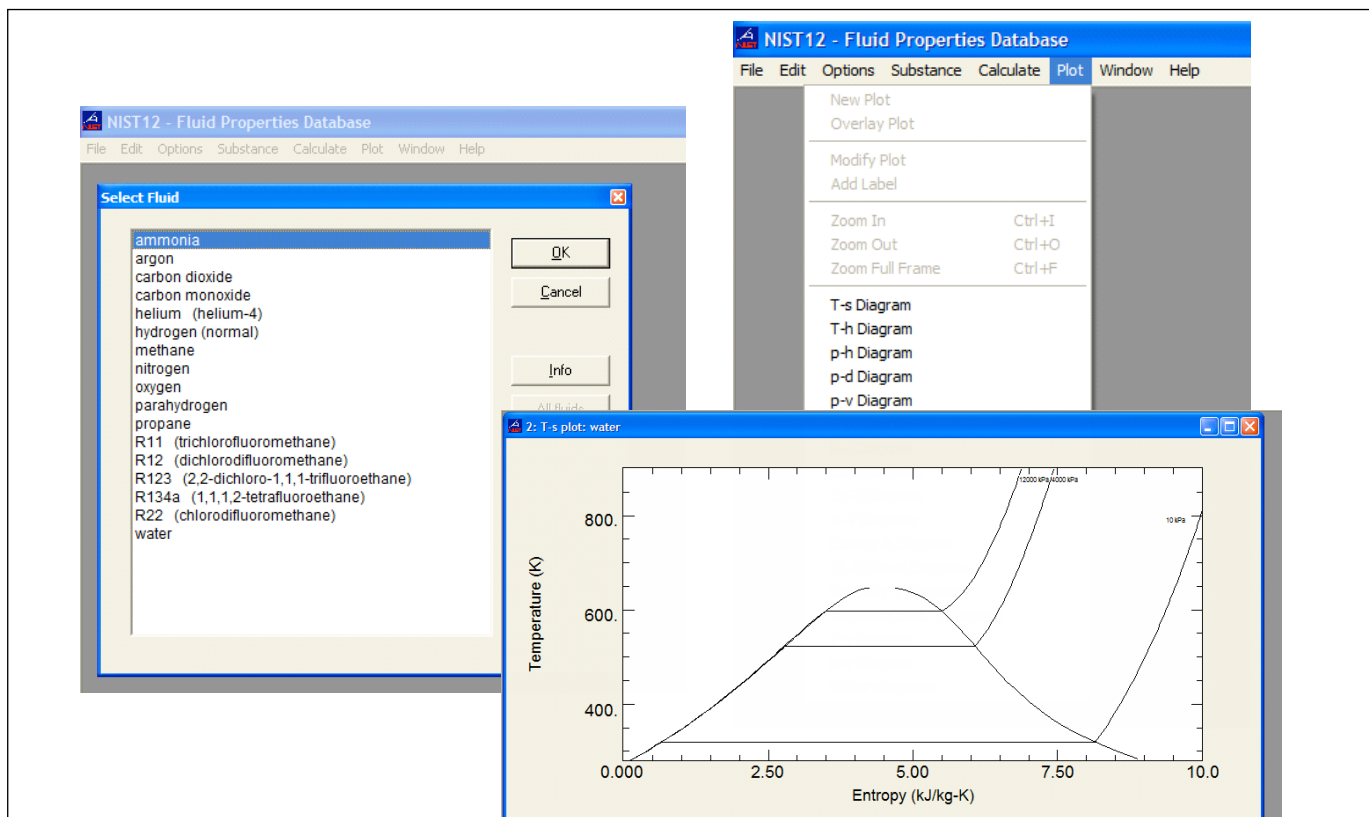 NIST12 - Fluid Properties Database
File Edit Options Substance Calculate Plot Window Help
Select Fluid
ammonia
argon
carbon dioxide
carbon monoxide
helium (helium-4)
hydrogen (normal)
methane
nitrogen
oxygen
parahydrogen
propane
R11 (trichlorofluoromethane)
R12 (dichlorodifluoromethane)
R123 (2,2-dichloro-1,1,1-trifluoroethane)
R134a (1,1,1,2-tetrafluoroethane)
R22 (chlorodifluoromethane)
water
OK
Cancel
Info
All fluids
NIST12 - Fluid Properties Database
File Edit Options Substance Calculate Plot Window Help
New Plot
Overlay Plot
Modify Plot
Add Label
Zoom In Ctrl+I
Zoom Out Ctrl+O
Zoom Full Frame Ctrl+F
T-s Diagram
T-h Diagram
p-h Diagram
p-d Diagram
p-v Diagram
2: T-s plot: water
12000 kPa 4000 kPa
10 kPa
800.
600.
400.
Temperature (K)
0.000 2.50 5.00 7.50 10.0
Entropy (kJ/kg-K)